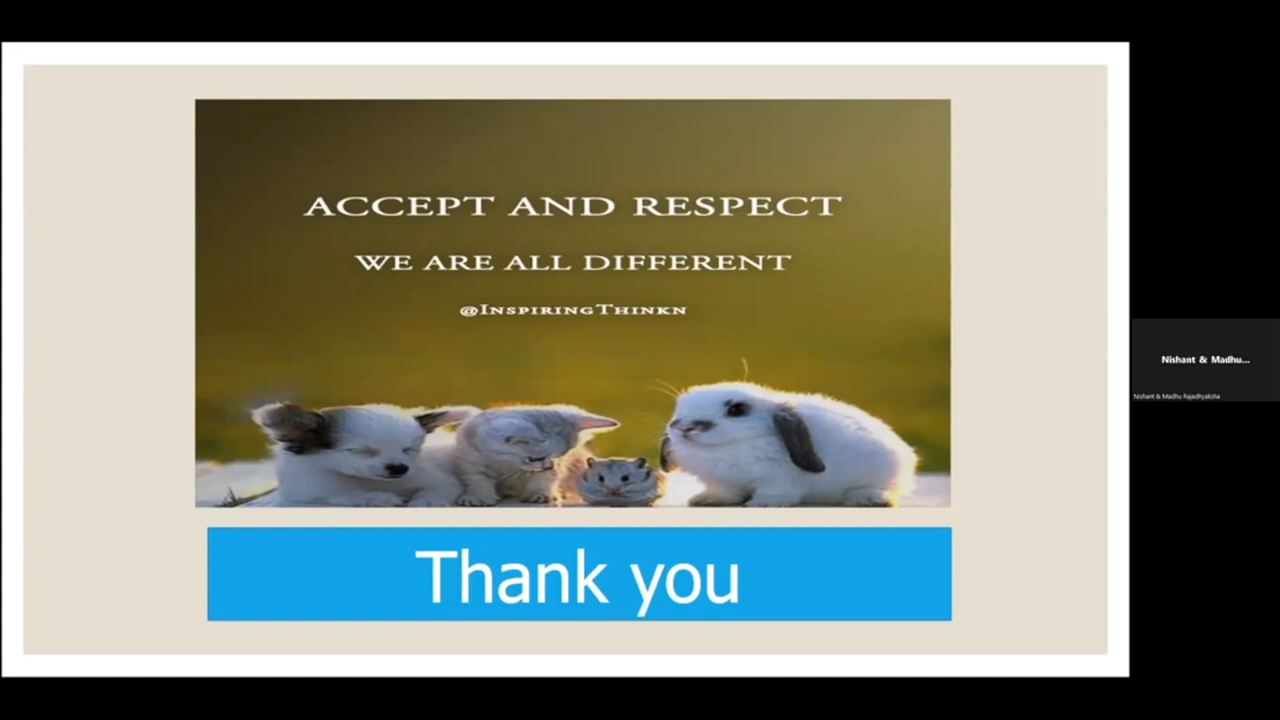 ACCEPT AND RESPECT
WE ARE ALL DIFFERENT
@InspiringThinkn
Thank you
Nishant & Madhu...
Nishant & Madhu Rajadhyaksha